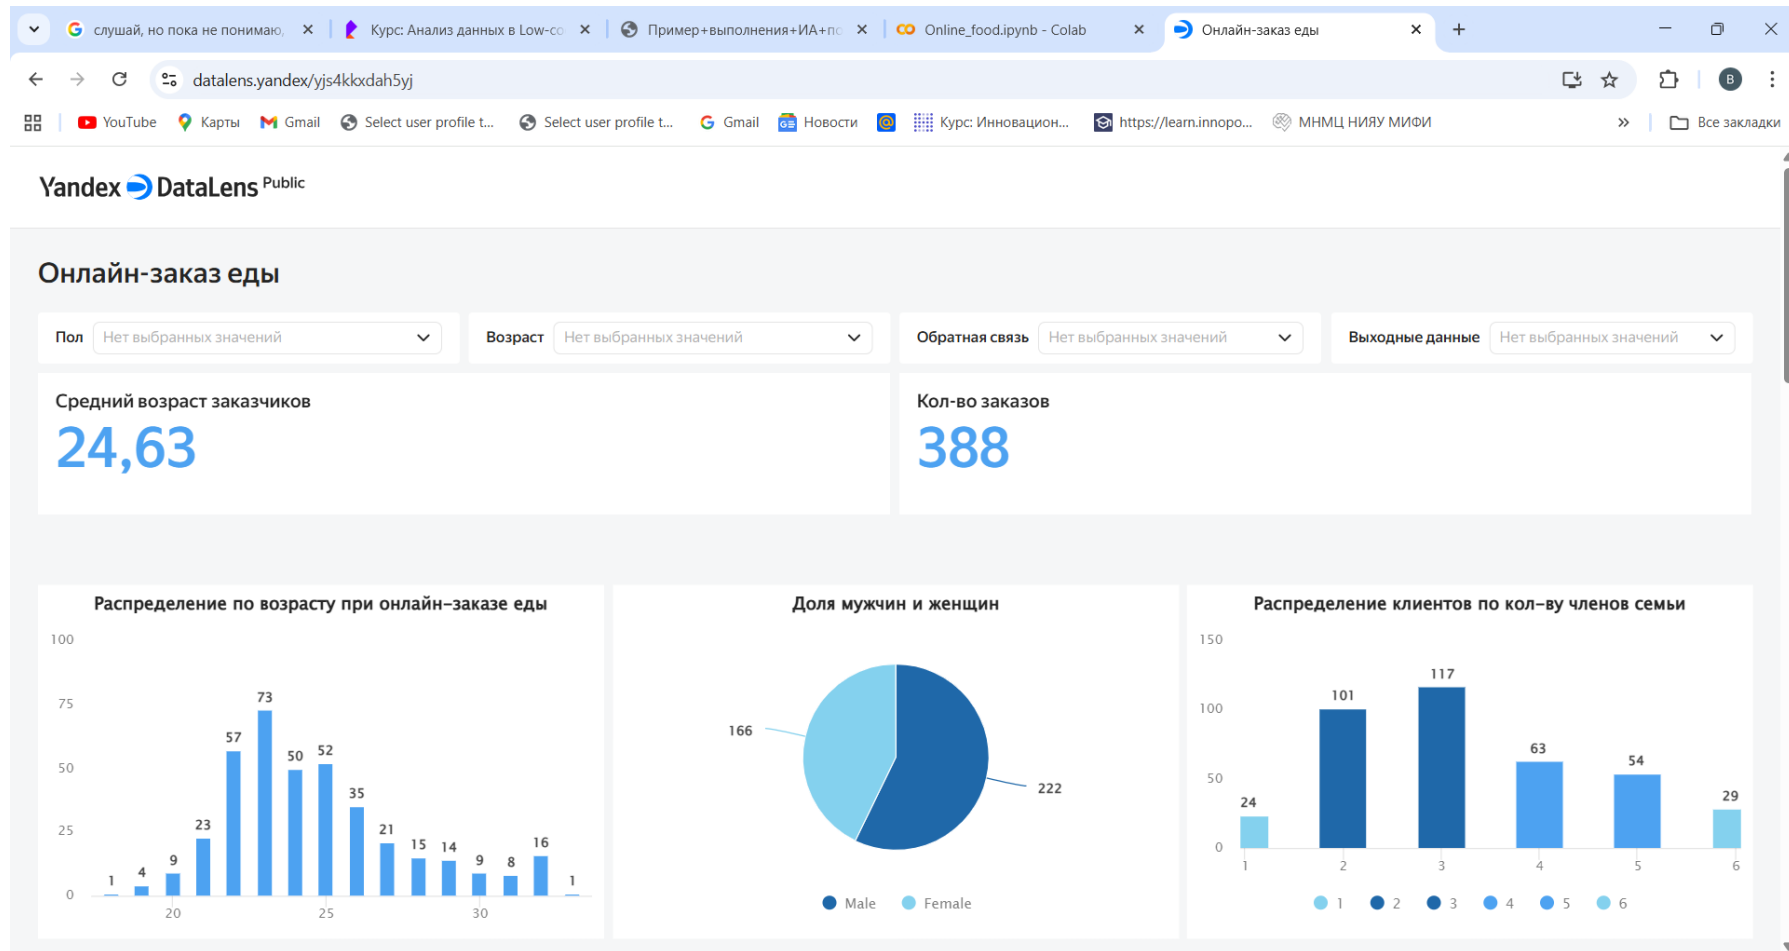 слушай, но пока не понимаю,
Курс: Анализ данных в Low-co
Пример+выполнения+ИА+пс
Online_food.ipynb - Colab
Онлайн-заказ еды
datalens.yandex/yjs4kkxdah5yj
B
YouTube
Карты
Gmail
Select user profile t...
Select user profile t...
Gmail
Новости
Курс: Инновацион...
https://learn.innopo...
МНМЦ НИЯУ МИФИ
Все закладки
Yandex DataLens Public
Онлайн-заказ еды
Пол Нет выбранных значений
Возраст Нет выбранных значений
Обратная связь Нет выбранных значений
Выходные данные Нет выбранных значений
Средний возраст заказчиков
24,63
Кол-во заказов
388
Распределение по возрасту при онлайн-заказе еды
100
75
50
25
0
1 4 9 23 57 73 50 52 35 21 15 14 9 8 16 1
20 25 30
Доля мужчин и женщин
166
222
Male Female
Распределение клиентов по кол-ву членов семьи
150
100
50
0
24 101 117 63 54 29
1 2 3 4 5 6
1 2 3 4 5 6